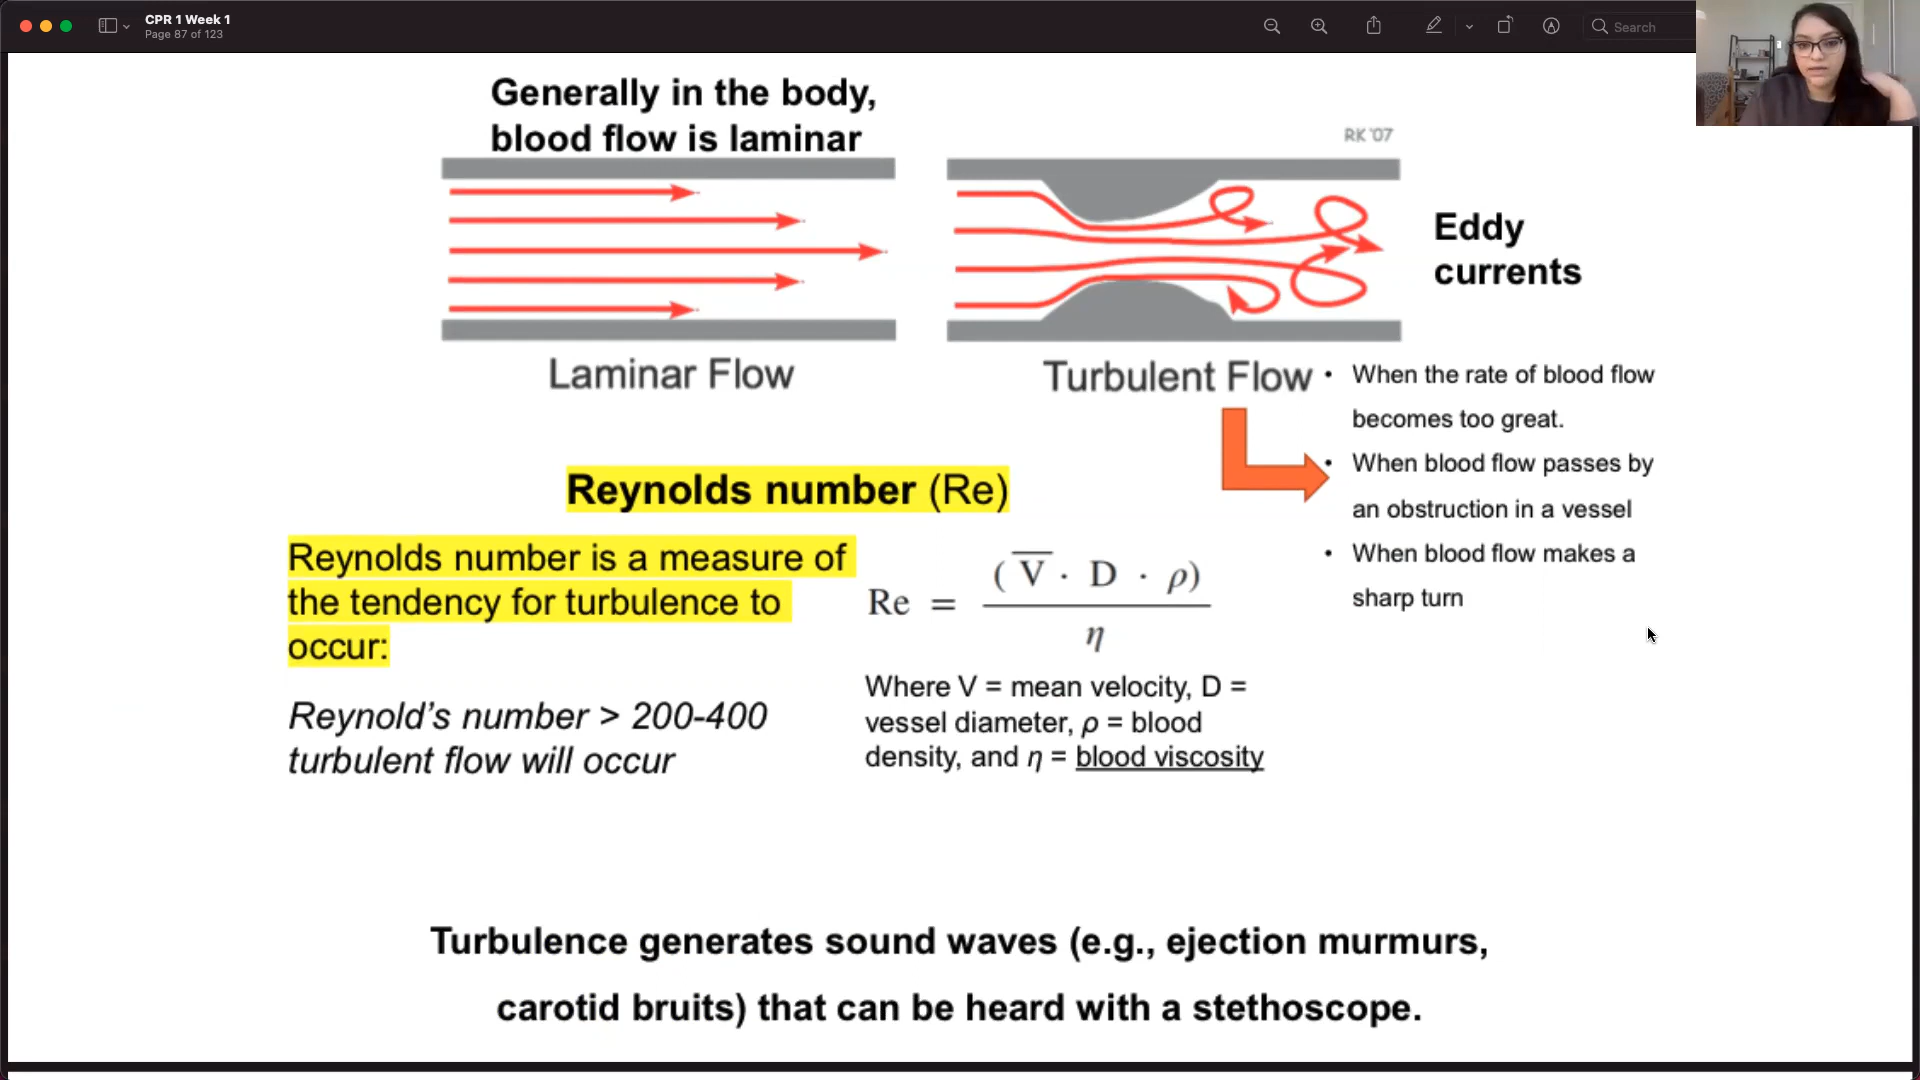 CPR 1 Week 1
Page 87 of 123
Search
Generally in the body,
blood flow is laminar
RK '07
Eddy
currents
Laminar Flow
Turbulent Flow
• When the rate of blood flow
becomes too great.
• When blood flow passes by
an obstruction in a vessel
• When blood flow makes a
sharp turn
Reynolds number (Re)
Reynolds number is a measure of
the tendency for turbulence to
occur:
Reynold's number > 200-400
turbulent flow will occur
Re = (V̅ · D · ρ)
η
Where V = mean velocity, D =
vessel diameter, ρ = blood
density, and η = blood viscosity
Turbulence generates sound waves (e.g., ejection murmurs,
carotid bruits) that can be heard with a stethoscope.